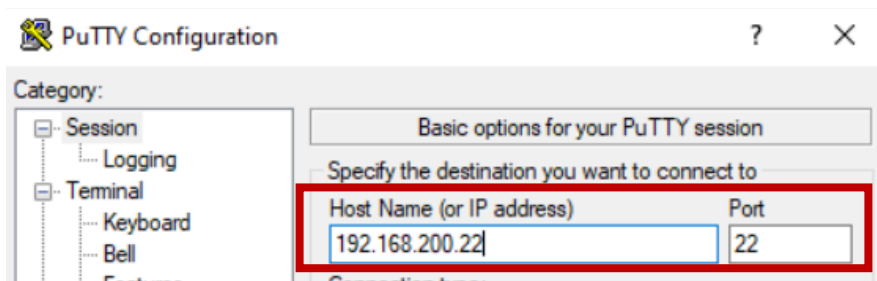 PuTTY Configuration ? ×
Category:
Session
Logging
Terminal
Keyboard
Bell
Basic options for your PuTTY session
Specify the destination you want to connect to
Host Name (or IP address) Port
192.168.200.22 22